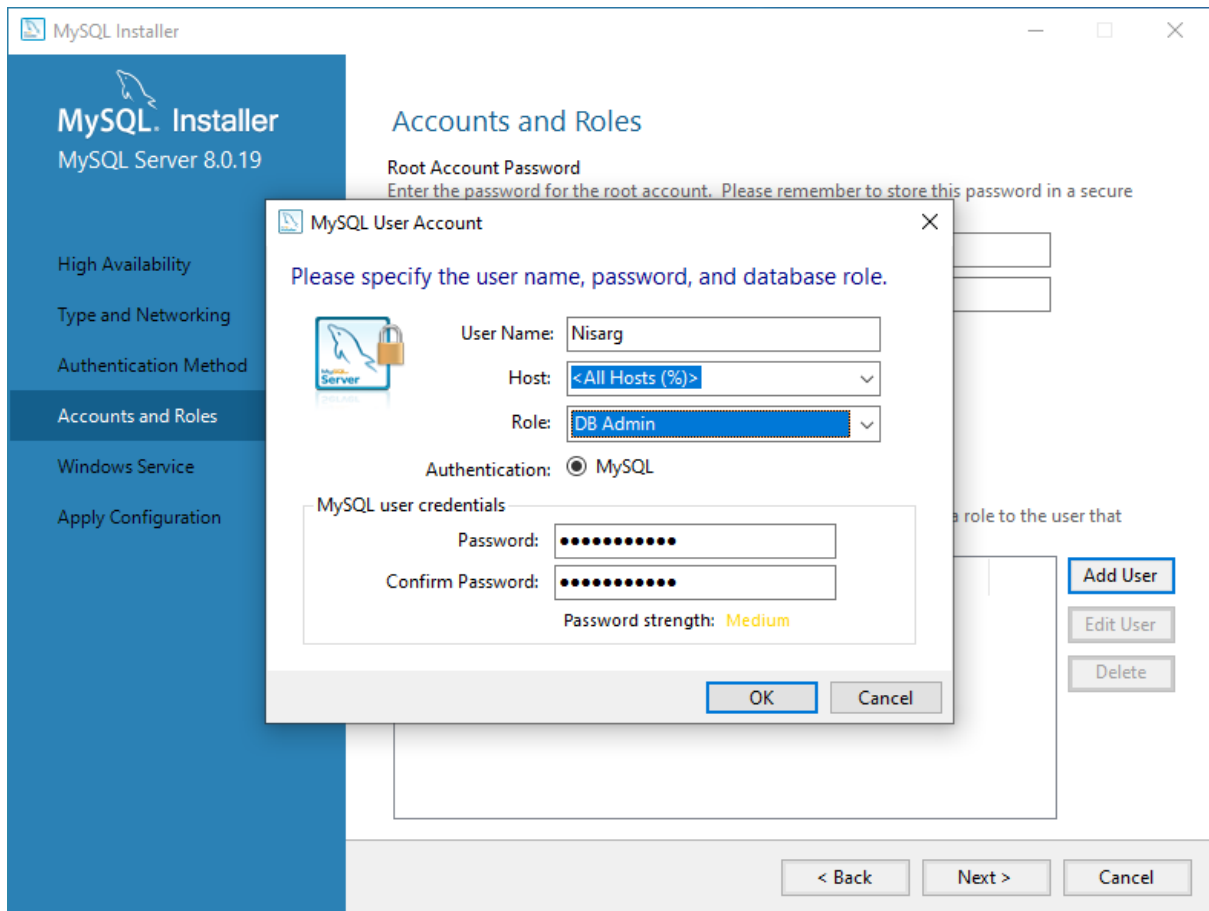 MySQL Installer
MySQL. Installer
MySQL Server 8.0.19
High Availability
Type and Networking
Authentication Method
Accounts and Roles
Windows Service
Apply Configuration
Accounts and Roles
Root Account Password
Enter the password for the root account. Please remember to store this password in a secure
MySQL User Account
Please specify the user name, password, and database role.
MySQL
Server
User Name: Nisarg
Host: <All Hosts (%)>
Role: DB Admin
Authentication: MySQL
MySQL user credentials
Password: ●●●●●●●●●●●
Confirm Password: ●●●●●●●●●●●
Password strength: Medium
OK Cancel
a role to the user that
Add User
Edit User
Delete
< Back Next > Cancel